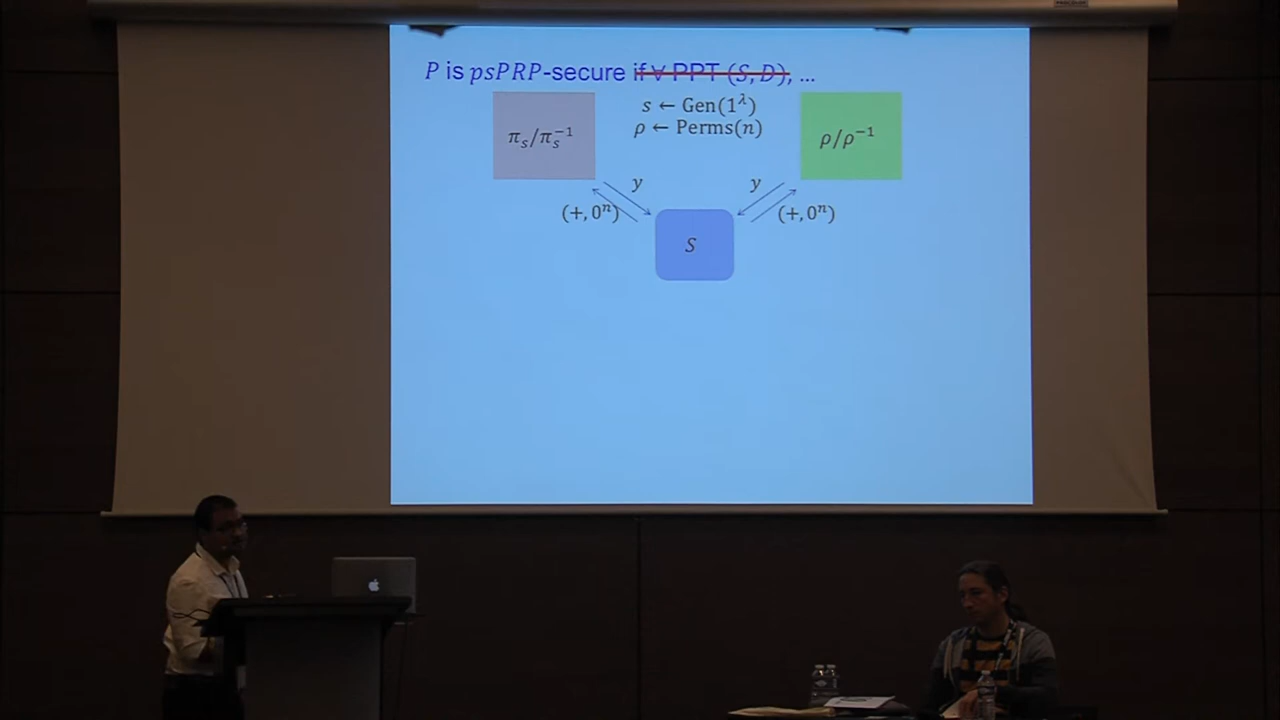 P is psPRP-secure if ∀ PPT (S, D), ...
s ← Gen(1^λ)
ρ ← Perms(n)
π_s/π_s^{-1}
ρ/ρ^{-1}
y
y
(+, 0^n)
(+, 0^n)
S